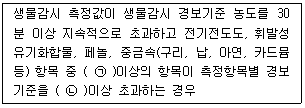 생물감시 측정값이 생물감시 경보기준 농도를 30
분 이상 지속적으로 초과하고 전기전도도, 휘발성
유기화합물, 페놀, 중금속(구리, 납, 아연, 카드뮴
등) 항목 중 ( ㉠ )이상의 항목이 측정항목별 경보
기준을 ( ㉡ )이상 초과하는 경우